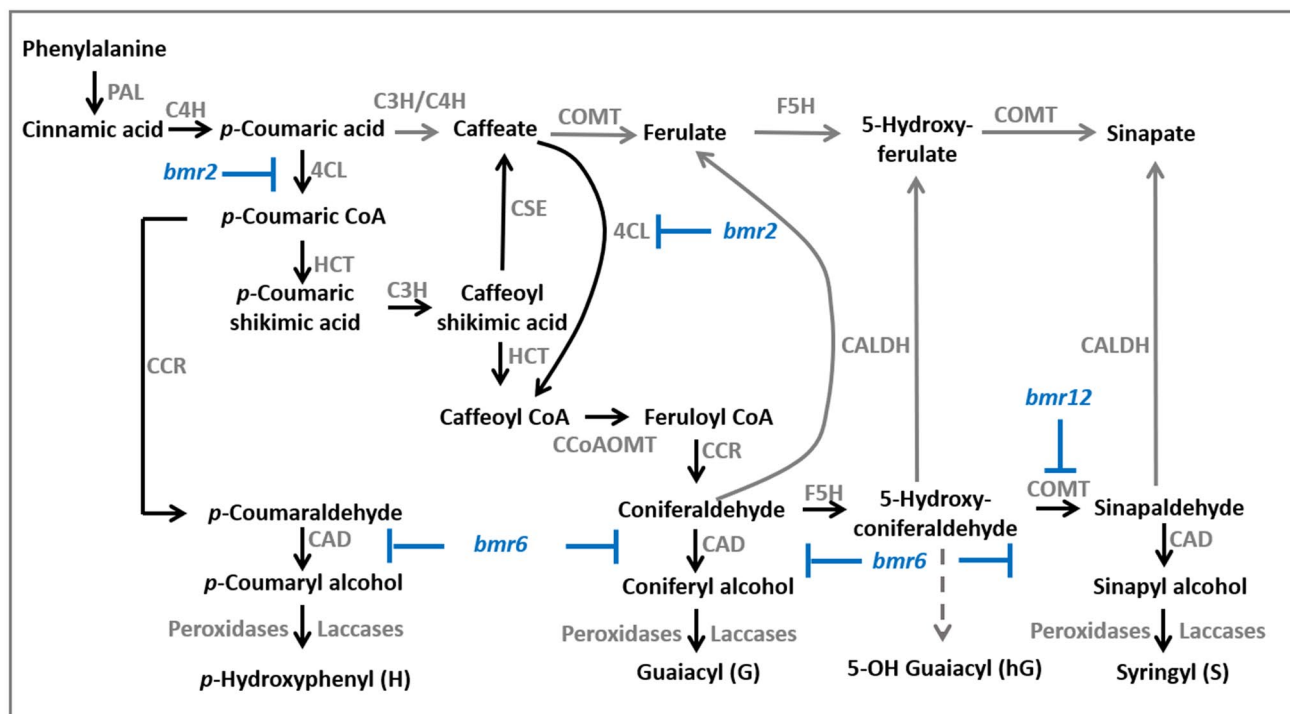 Phenylalanine
PAL
C4H
C3H/C4H
COMT
F5H
COMT
Cinnamic acid
p-Coumaric acid
Caffeate
Ferulate
5-Hydroxy-
ferulate
Sinapate
bmr2
4CL
CSE
4CL
bmr2
p-Coumaric CoA
HCT
p-Coumaric
shikimic acid
C3H
Caffeoyl
shikimic acid
CCR
HCT
CALDH
CALDH
bmr12
Caffeoyl CoA
CCoAOMT
Feruloyl CoA
CCR
F5H
COMT
p-Coumaraldehyde
Coniferaldehyde
5-Hydroxy-
coniferaldehyde
Sinapaldehyde
CAD
bmr6
CAD
bmr6
CAD
p-Coumaryl alcohol
Coniferyl alcohol
Sinapyl alcohol
Peroxidases
Laccases
Peroxidases
Laccases
Peroxidases
Laccases
p-Hydroxyphenyl (H)
Guaiacyl (G)
5-OH Guaiacyl (hG)
Syringyl (S)